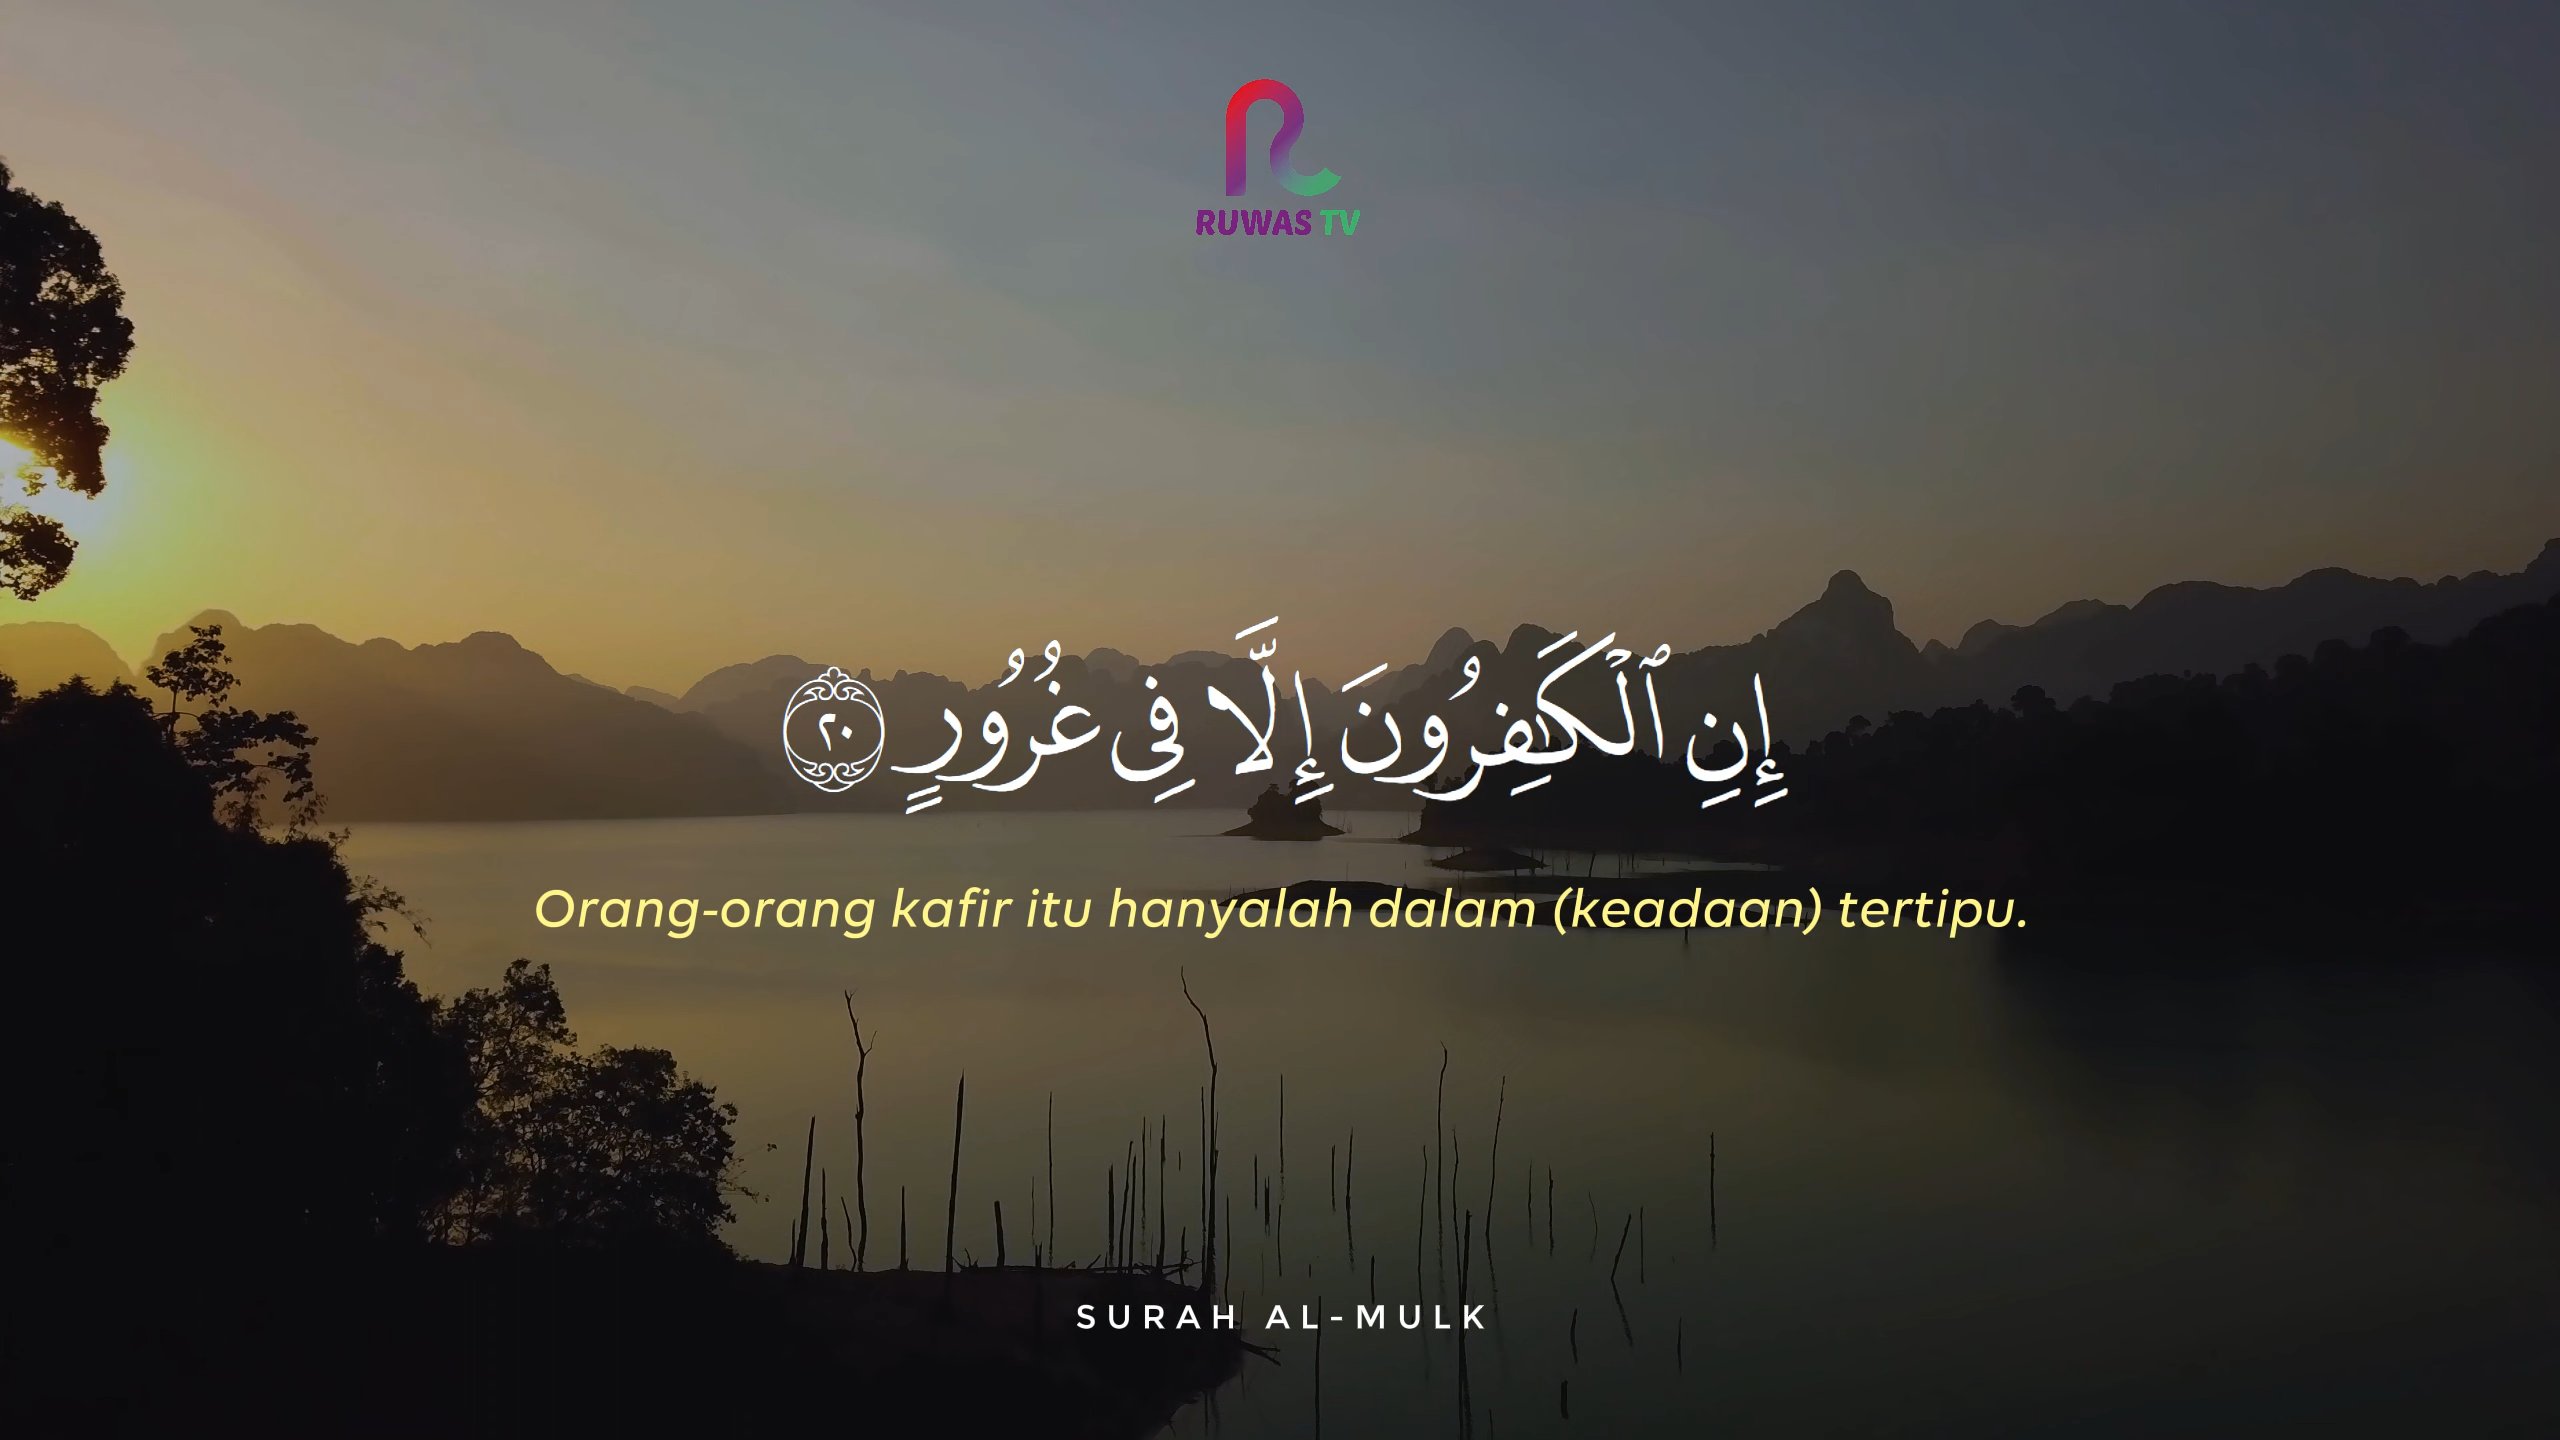 RUWAS TV
إِنِ ٱلْكَـٰفِرُونَ إِلَّا فِى غُرُورٍ ٢٠
Orang-orang kafir itu hanyalah dalam (keadaan) tertipu.
SURAH AL-MULK